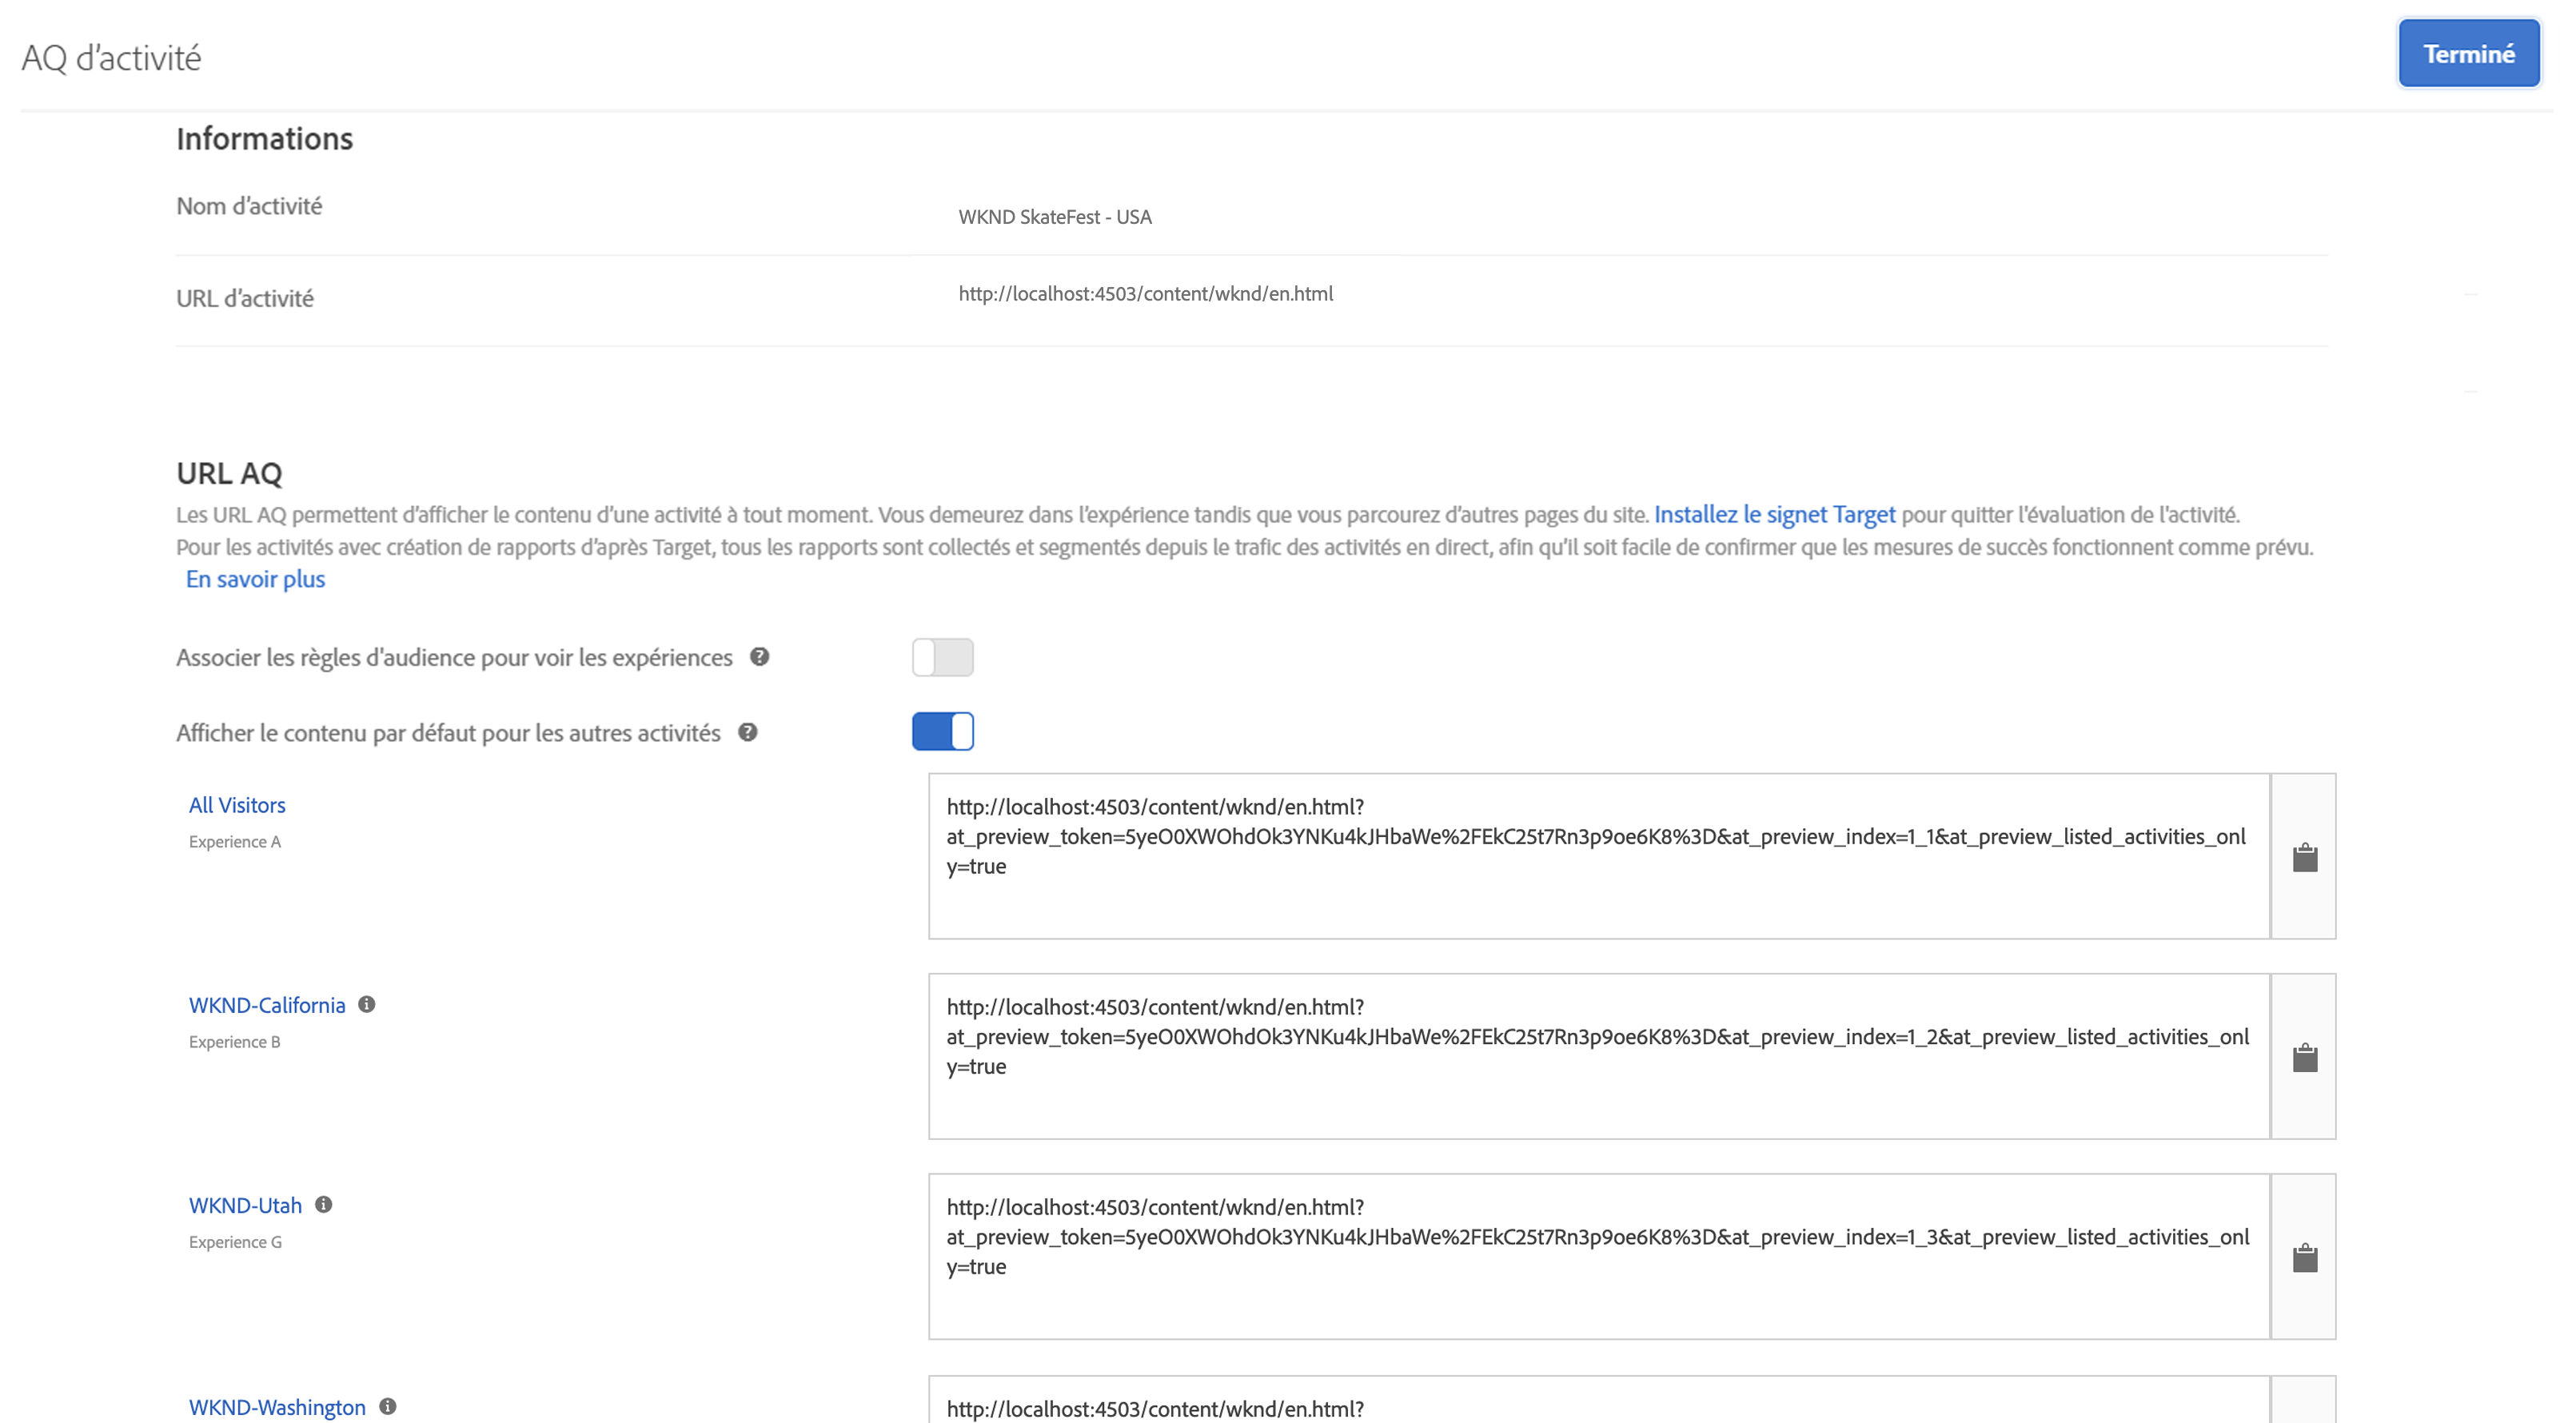 AQ d’activité
Terminé
Informations
Nom d’activité
WKND SkateFest - USA
URL d’activité
http://localhost:4503/content/wknd/en.html
URL AQ
Les URL AQ permettent d’afficher le contenu d’une activité à tout moment. Vous demeurez dans l’expérience tandis que vous parcourez d’autres pages du site. Installez le signet Target pour quitter l'évaluation de l'activité.
Pour les activités avec création de rapports d’après Target, tous les rapports sont collectés et segmentés depuis le trafic des activités en direct, afin qu’il soit facile de confirmer que les mesures de succès fonctionnent comme prévu.
En savoir plus
Associer les règles d'audience pour voir les expériences
Afficher le contenu par défaut pour les autres activités
All Visitors
Experience A
http://localhost:4503/content/wknd/en.html?
at_preview_token=5yeO0XWOhdOk3YNKu4kJHbaWe%2FEkC25t7Rn3p9oe6K8%3D&at_preview_index=1_1&at_preview_listed_activities_onl
y=true
WKND-California
Experience B
http://localhost:4503/content/wknd/en.html?
at_preview_token=5yeO0XWOhdOk3YNKu4kJHbaWe%2FEkC25t7Rn3p9oe6K8%3D&at_preview_index=1_2&at_preview_listed_activities_onl
y=true
WKND-Utah
Experience G
http://localhost:4503/content/wknd/en.html?
at_preview_token=5yeO0XWOhdOk3YNKu4kJHbaWe%2FEkC25t7Rn3p9oe6K8%3D&at_preview_index=1_3&at_preview_listed_activities_onl
y=true
WKND-Washington
http://localhost:4503/content/wknd/en.html?